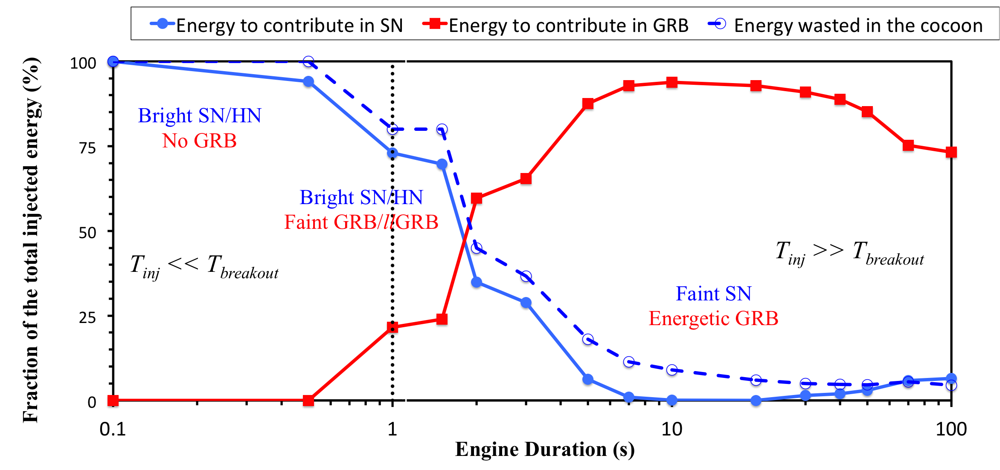 Energy to contribute in SN Energy to contribute in GRB Energy wasted in the cocoon
Fraction of the total injected energy (%)
100
75
50
25
0
Bright SN/HN
No GRB
Bright SN/HN
Faint GRB/llGRB
T_inj << T_breakout
T_inj >> T_breakout
Faint SN
Energetic GRB
0.1 1 10 100
Engine Duration (s)